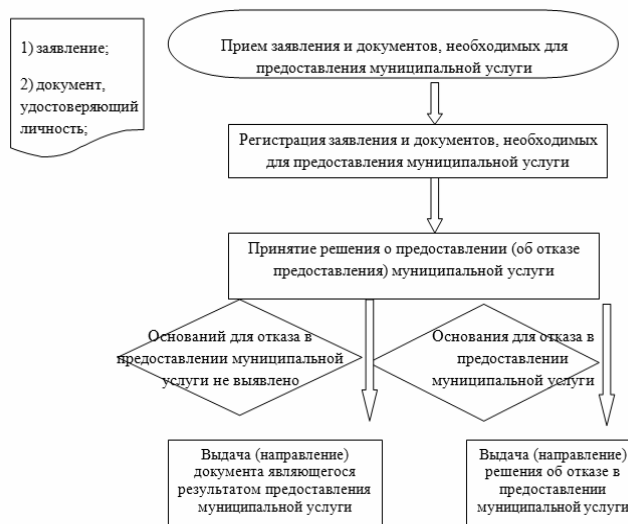 1) заявление;
2) документ,
удостоверяющий
личность;
Прием заявления и документов, необходимых для
предоставления муниципальной услуги
Регистрация заявления и документов, необходимых
для предоставления муниципальной услуги
Принятие решения о предоставлении (об отказе
предоставления) муниципальной услуги
Оснований для отказа в
предоставлении муниципальной
услуги не выявлено
Основания для отказа в
предоставлении
муниципальной услуги
Выдача (направление)
документа являющегося
результатом предоставления
муниципальной услуги
Выдача (направление)
решения об отказе в
предоставлении
муниципальной услуги